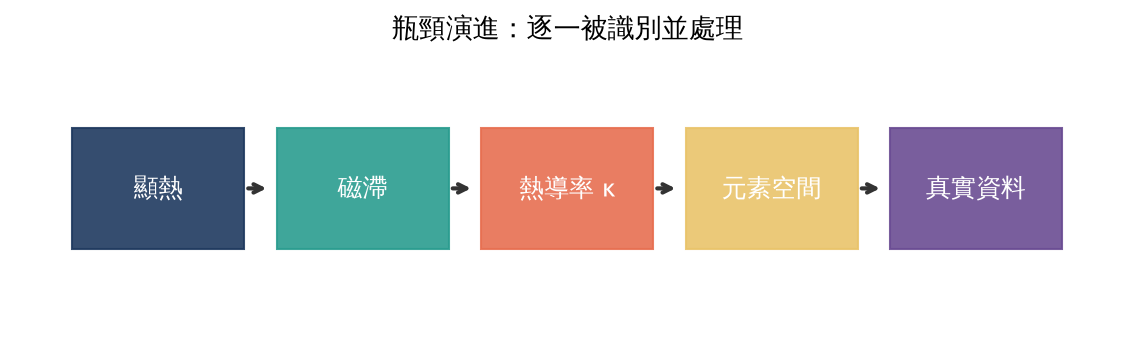 瓶頸演進：逐一被識別並處理
顯熱
磁滯
熱導率 κ
元素空間
真實資料